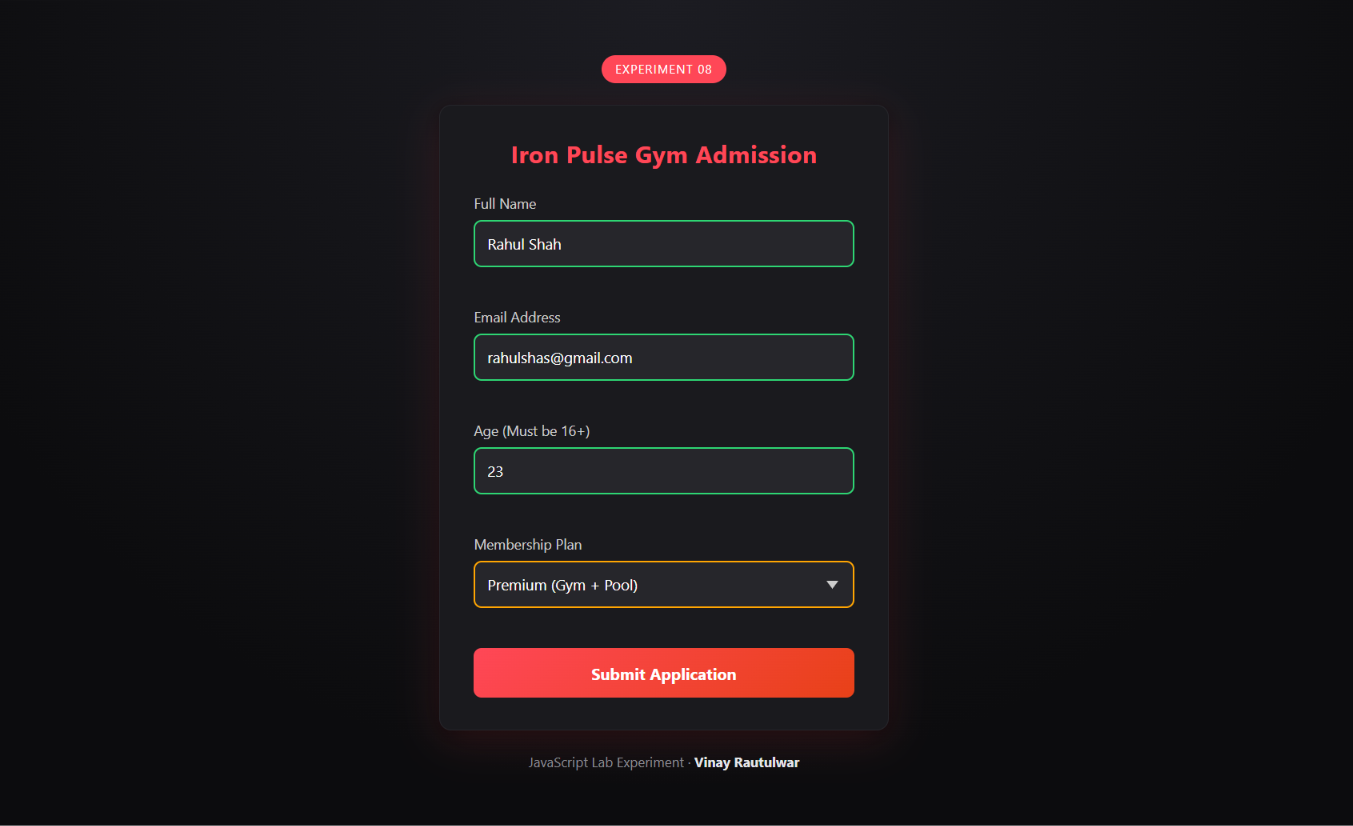 EXPERIMENT 08
Iron Pulse Gym Admission
Full Name
Rahul Shah
Email Address
rahulshas@gmail.com
Age (Must be 16+)
23
Membership Plan
Premium (Gym + Pool)
Submit Application
JavaScript Lab Experiment · Vinay Rautulwar